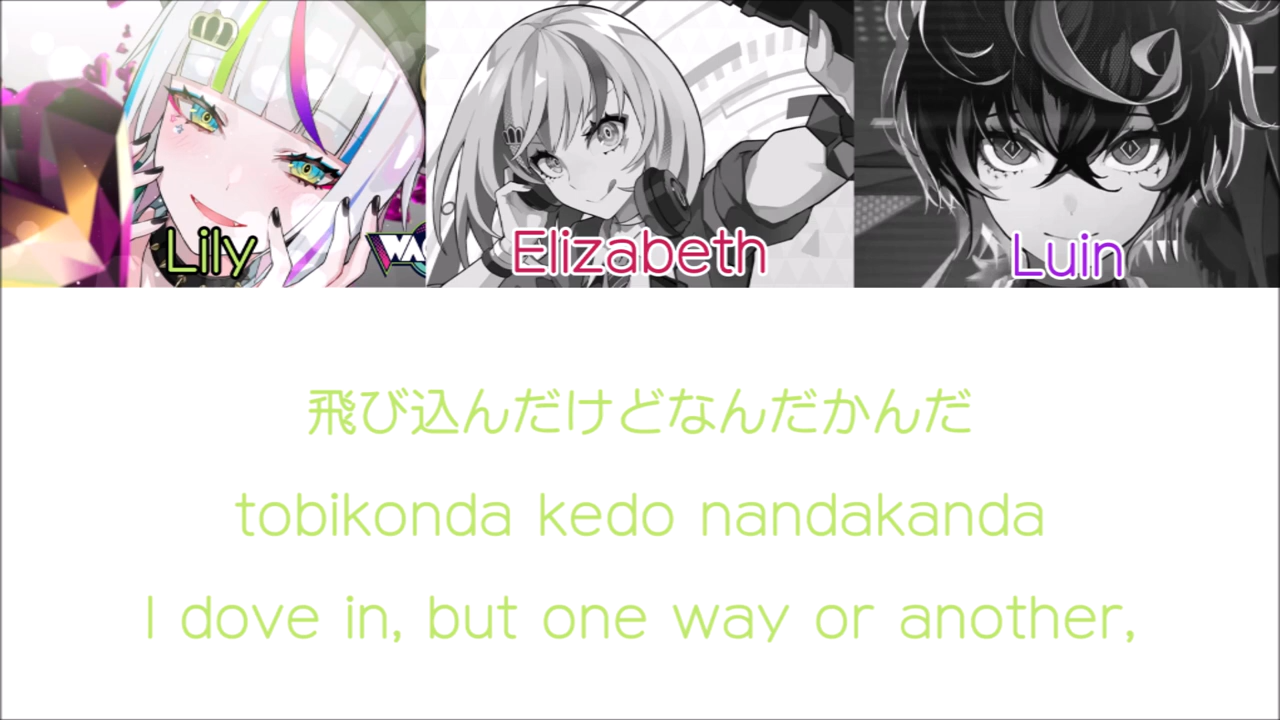 Lily
Elizabeth
Luin
飛び込んだけどなんだかんだ
tobikonda kedo nandakanda
I dove in, but one way or another,